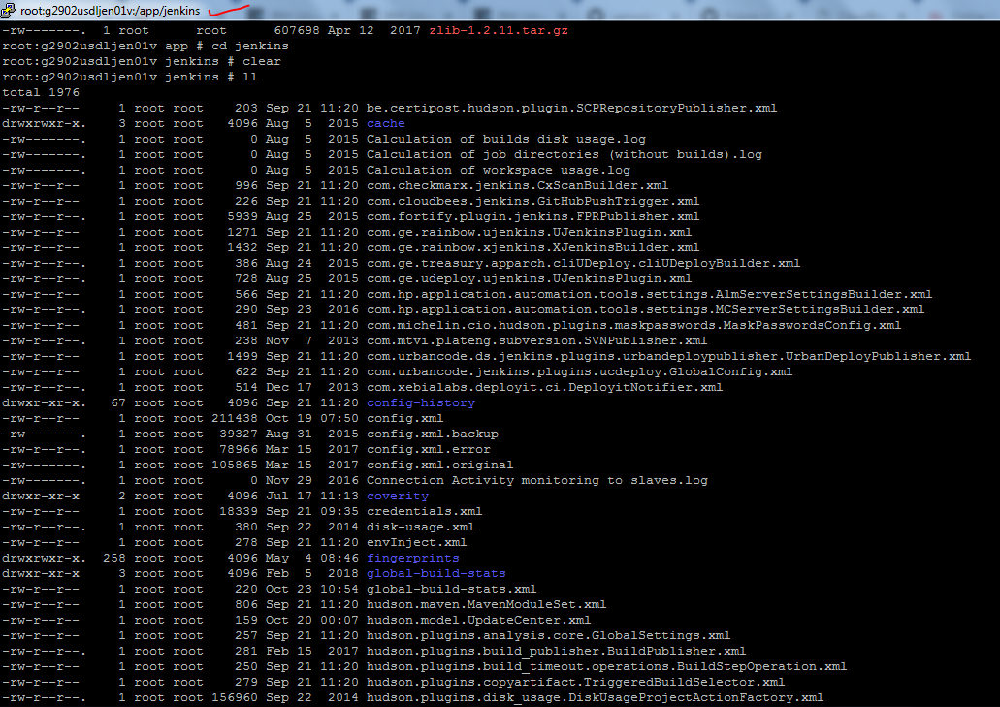 root:g2902usdljen01v:/app/jenkins
-rw-------. 1 root root 607698 Apr 12 2017 zlib-1.2.11.tar.gz
root:g2902usdljen01v app # cd jenkins
root:g2902usdljen01v jenkins # clear
root:g2902usdljen01v jenkins # ll
total 1976
-rw-r--r-- 1 root root 203 Sep 21 11:20 be.certipost.hudson.plugin.SCPRepositoryPublisher.xml
drwxrwxr-x. 3 root root 4096 Aug 5 2015 cache
-rw-------. 1 root root 0 Aug 5 2015 Calculation of builds disk usage.log
-rw-------. 1 root root 0 Aug 5 2015 Calculation of job directories (without builds).log
-rw-------. 1 root root 0 Aug 5 2015 Calculation of workspace usage.log
-rw-r--r-- 1 root root 996 Sep 21 11:20 com.checkmarx.jenkins.CxScanBuilder.xml
-rw-r--r-- 1 root root 226 Sep 21 11:20 com.cloudbees.jenkins.GitHubPushTrigger.xml
-rw-r--r--. 1 root root 5939 Aug 25 2015 com.fortify.plugin.jenkins.FPRPublisher.xml
-rw-r--r-- 1 root root 1271 Sep 21 11:20 com.ge.rainbow.ujenkins.UJenkinsPlugin.xml
-rw-r--r-- 1 root root 1432 Sep 21 11:20 com.ge.rainbow.xjenkins.XJenkinsBuilder.xml
-rw-r--r--. 1 root root 386 Aug 24 2015 com.ge.treasury.apparch.cliUDeploy.cliUDeployBuilder.xml
-rw-r--r--. 1 root root 728 Aug 25 2015 com.ge.udeploy.ujenkins.UJenkinsPlugin.xml
-rw-r--r-- 1 root root 566 Sep 21 11:20 com.hp.application.automation.tools.settings.AlmServerSettingsBuilder.xml
-rw-r--r-- 1 root root 290 Sep 23 2016 com.hp.application.automation.tools.settings.MCServerSettingsBuilder.xml
-rw-r--r-- 1 root root 481 Sep 21 11:20 com.michelin.cio.hudson.plugins.maskpasswords.MaskPasswordsConfig.xml
-rw-r--r--. 1 root root 238 Nov 7 2013 com.mtvi.plateng.subversion.SVNPublisher.xml
-rw-r--r-- 1 root root 1499 Sep 21 11:20 com.urbancode.ds.jenkins.plugins.urbandeploypublisher.UrbanDeployPublisher.xml
-rw-r--r-- 1 root root 622 Sep 21 11:20 com.urbancode.jenkins.plugins.ucdeploy.GlobalConfig.xml
-rw-r--r--. 1 root root 514 Dec 17 2013 com.xebialabs.deployit.ci.DeployitNotifier.xml
drwxr-xr-x. 67 root root 4096 Sep 21 11:20 config-history
-rw-r--r-- 1 root root 211438 Oct 19 07:50 config.xml
-rw-------. 1 root root 39327 Aug 31 2015 config.xml.backup
-rw-r--r-- 1 root root 78966 Mar 15 2017 config.xml.error
-rw-------. 1 root root 105865 Mar 15 2017 config.xml.original
-rw-------. 1 root root 0 Nov 29 2016 Connection Activity monitoring to slaves.log
drwxr-xr-x 2 root root 4096 Jul 17 11:13 coverity
-rw-r--r-- 1 root root 18339 Sep 21 09:35 credentials.xml
-rw-r--r--. 1 root root 380 Sep 22 2014 disk-usage.xml
-rw-r--r-- 1 root root 278 Sep 21 11:20 envInject.xml
drwxrwxr-x. 258 root root 4096 May 4 08:46 fingerprints
drwxr-xr-x 3 root root 4096 Feb 5 2018 global-build-stats
-rw-r--r-- 1 root root 220 Oct 23 10:54 global-build-stats.xml
-rw-r--r-- 1 root root 806 Sep 21 11:20 hudson.maven.MavenModuleSet.xml
-rw-r--r-- 1 root root 159 Oct 20 00:07 hudson.model.UpdateCenter.xml
-rw-r--r-- 1 root root 257 Sep 21 11:20 hudson.plugins.analysis.core.GlobalSettings.xml
-rw-r--r--. 1 root root 281 Feb 15 2017 hudson.plugins.build_publisher.BuildPublisher.xml
-rw-r--r-- 1 root root 250 Sep 21 11:20 hudson.plugins.build_timeout.operations.BuildStepOperation.xml
-rw-r--r-- 1 root root 279 Sep 21 11:20 hudson.plugins.copyartifact.TriggeredBuildSelector.xml
-rw-r--r--. 1 root root 156960 Sep 22 2014 hudson.plugins.disk_usage.DiskUsageProjectActionFactory.xml